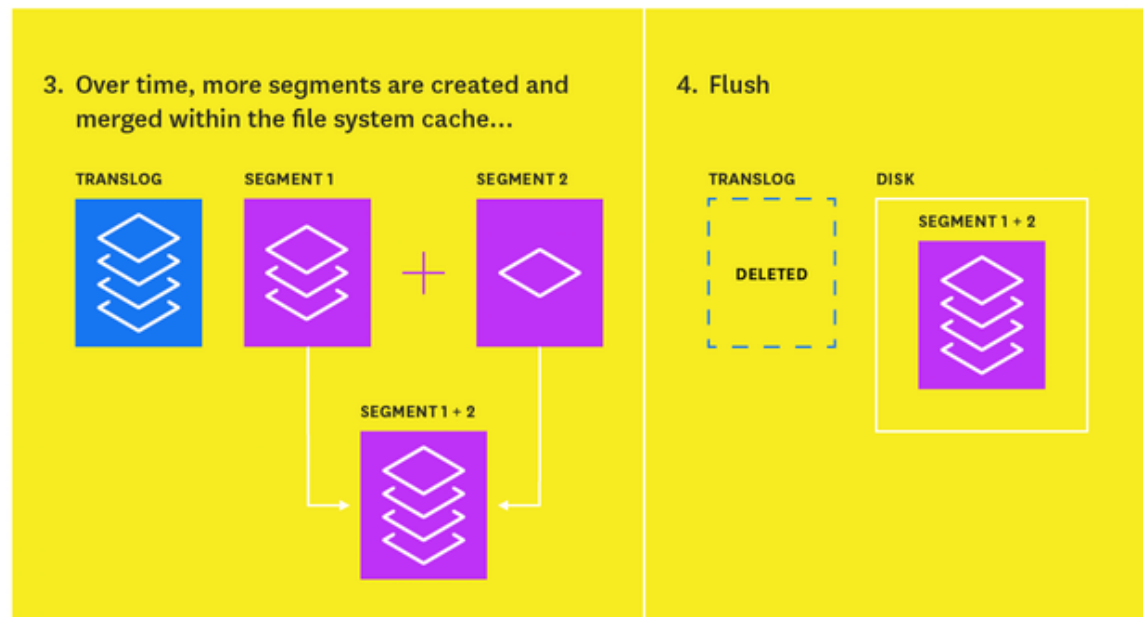 3. Over time, more segments are created and
merged within the file system cache...
TRANSLOG
SEGMENT 1
SEGMENT 2
SEGMENT 1 + 2
4. Flush
TRANSLOG
DISK
SEGMENT 1 + 2
DELETED